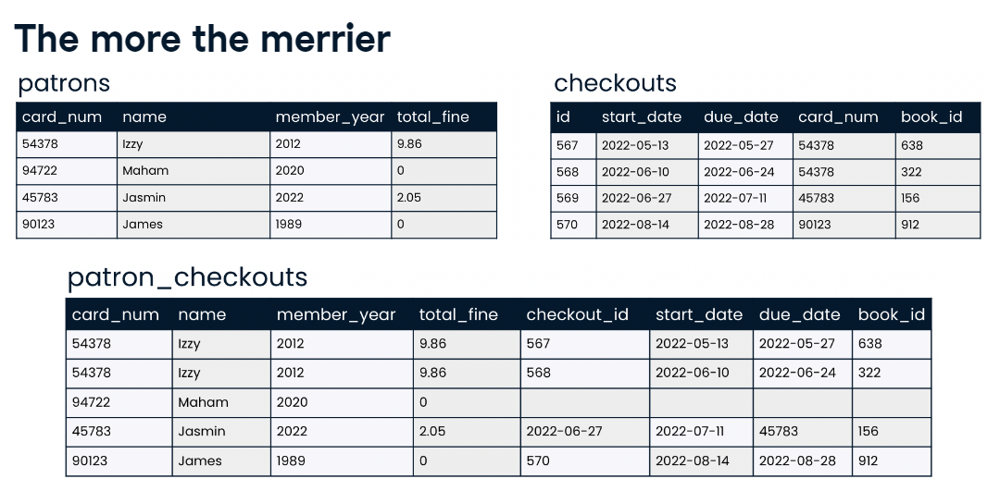 The more the merrier
patrons
card_num name member_year total_fine
54378 Izzy 2012 9.86
94722 Maham 2020 0
45783 Jasmin 2022 2.05
90123 James 1989 0
checkouts
id start_date due_date card_num book_id
567 2022-05-13 2022-05-27 54378 638
568 2022-06-10 2022-06-24 54378 322
569 2022-06-27 2022-07-11 45783 156
570 2022-08-14 2022-08-28 90123 912
patron_checkouts
card_num name member_year total_fine checkout_id start_date due_date book_id
54378 Izzy 2012 9.86 567 2022-05-13 2022-05-27 638
54378 Izzy 2012 9.86 568 2022-06-10 2022-06-24 322
94722 Maham 2020 0
45783 Jasmin 2022 2.05 2022-06-27 2022-07-11 45783 156
90123 James 1989 0 570 2022-08-14 2022-08-28 912